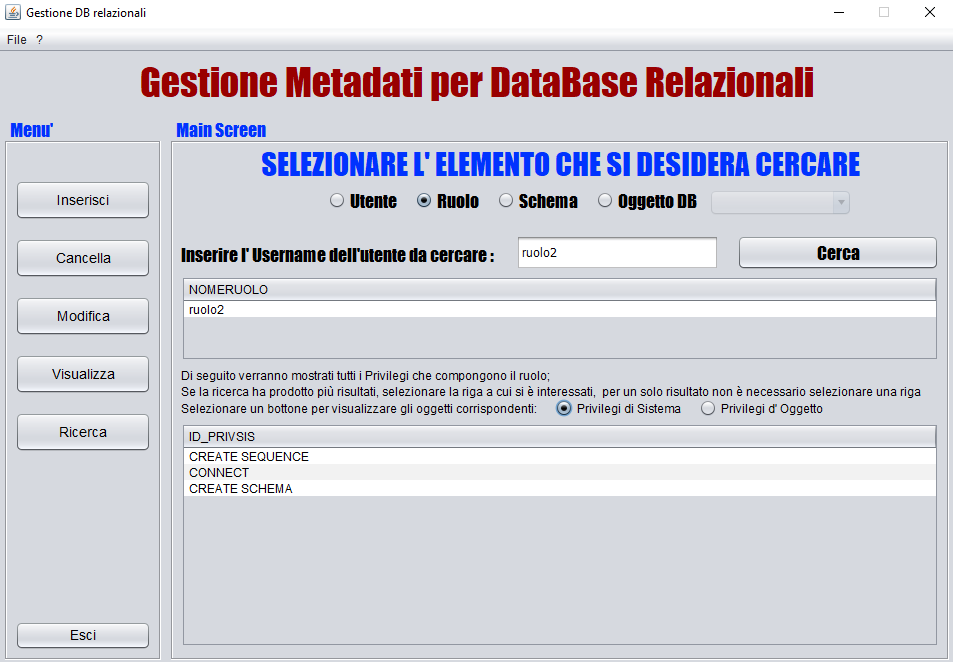 Gestione DB relazionali
File ?
Gestione Metadati per DataBase Relazionali
Menu'
Main Screen
SELEZIONARE L' ELEMENTO CHE SI DESIDERA CERCARE
Utente Ruolo Schema Oggetto DB
Inserisci
Cancella
Modifica
Visualizza
Ricerca
Esci
Inserire l' Username dell'utente da cercare : ruolo2 Cerca
NOMERUOLO
ruolo2
Di seguito verranno mostrati tutti i Privilegi che compongono il ruolo;
Se la ricerca ha prodotto più risultati, selezionare la riga a cui si è interessati, per un solo risultato non è necessario selezionare una riga
Selezionare un bottone per visualizzare gli oggetti corrispondenti: Privilegi di Sistema Privilegi d' Oggetto
ID_PRIVSIS
CREATE SEQUENCE
CONNECT
CREATE SCHEMA